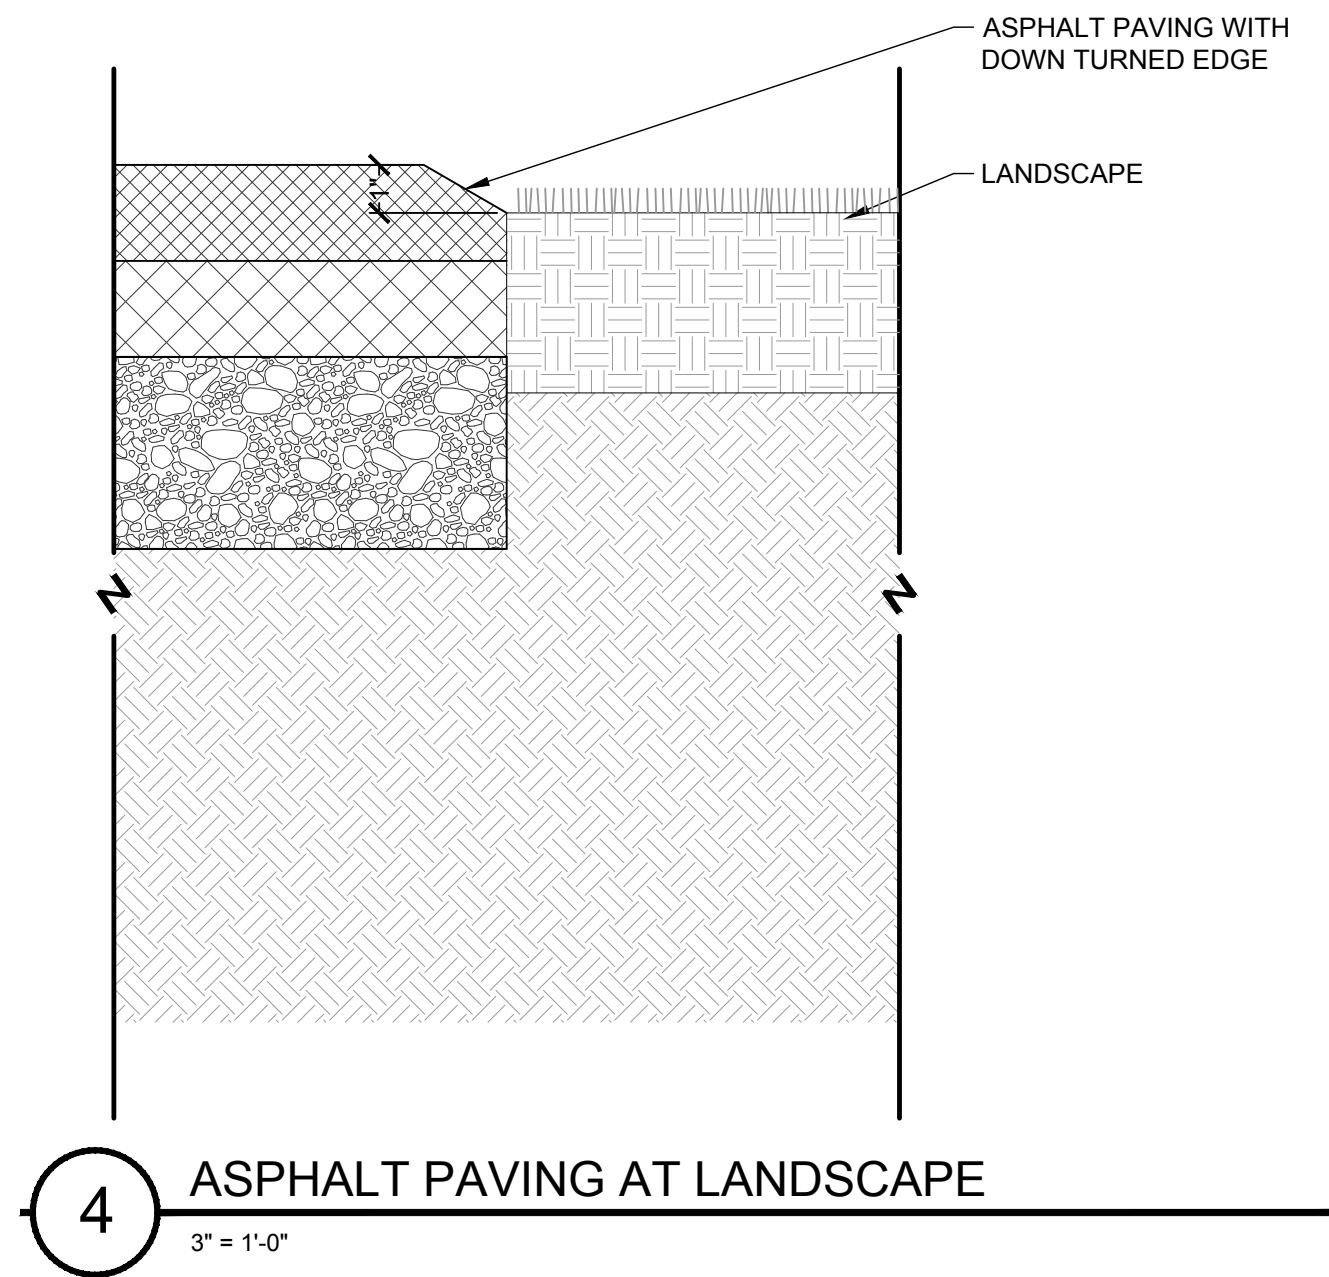 ASPHALT PAVING WITH
DOWN TURNED EDGE
LANDSCAPE
1"
4
ASPHALT PAVING AT LANDSCAPE
3" = 1'-0"